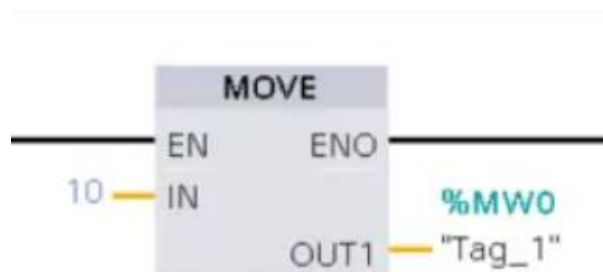 MOVE
EN ENO
10 IN
%MW0
OUT1 "Tag_1"